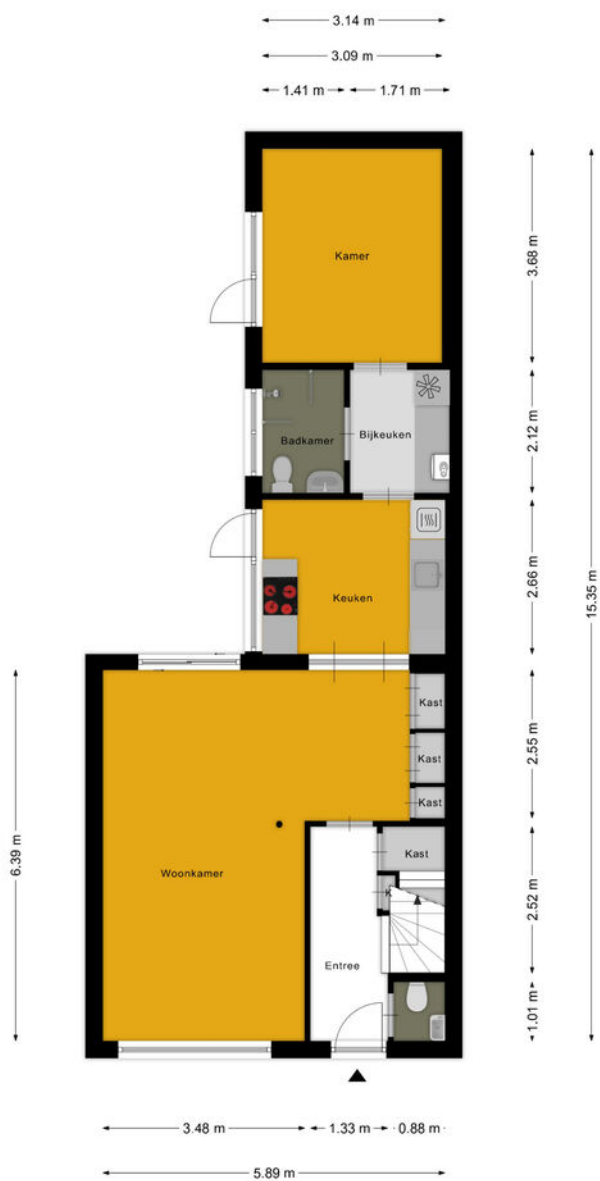 3.14 m
3.09 m
1.41 m
1.71 m
Kamer
3.68 m
Badkamer
Bijkeuken
2.12 m
Keuken
2.66 m
15.35 m
Kast
Kast
Kast
2.55 m
Woonkamer
6.39 m
Kast
K
2.52 m
Entree
1.01 m
3.48 m
1.33 m
0.88 m
5.89 m